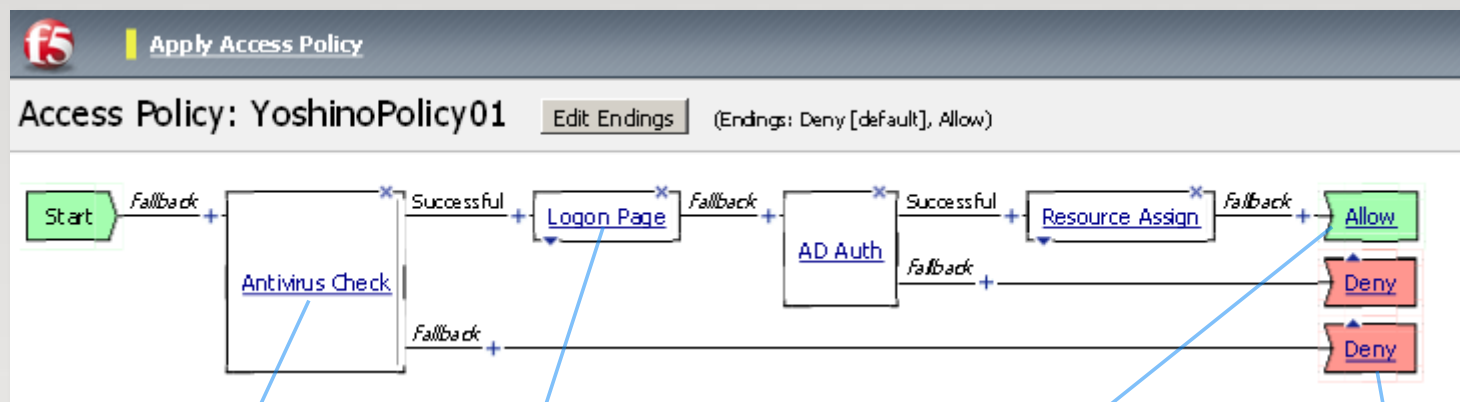 f5 Apply Access Policy
Access Policy: YoshinoPolicy01 Edit Endings (Endings: Deny [default], Allow)
Start Fallback + Successful + Logon Page Fallback + Successful + Resource Assign Fallback + Allow
AD Auth
Fallback +
Deny
Antivirus Check
Fallback +
Deny